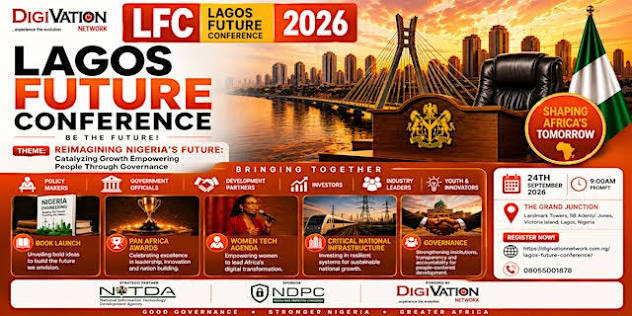 DIGIVATION
NETWORK
...experience the evolution
LFC
LAGOS
FUTURE
CONFERENCE
2026
LAGOS
FUTURE
CONFERENCE
BE THE FUTURE!
THEME: REIMAGINING NIGERIA'S FUTURE:
Catalyzing Growth Empowering
People Through Governance
SHAPING
AFRICA'S
TOMORROW
BRINGING TOGETHER
POLICY
MAKERS
GOVERNMENT
OFFICIALS
DEVELOPMENT
PARTNERS
INVESTORS
INDUSTRY
LEADERS
YOUTH &
INNOVATORS
NIGERIA
BOOK LAUNCH
Unveiling bold ideas
to build the future
we envision.
PAN AFRICA
AWARDS
Celebrating excellence
in leadership, innovation
and nation building.
WOMEN TECH
AGENDA
Empowering women
to lead Africa's
digital transformation.
CRITICAL NATIONAL
INFRASTRUCTURE
Investing in resilient
systems for sustainable
national growth.
GOVERNANCE
Strengthening institutions,
transparency and
accountability for
people-centered development.
24TH
SEPTEMBER
2026
9:00AM
PROMPT
THE GRAND JUNCTION
Landmark Towers, 5B Adeniyi Jones,
Victoria Island, Lagos, Nigeria
REGISTER NOW!
https://digivationnetwork.com.ng/
lagos-future-conference/
08055001878
STRATEGIC PARTNER
NITDA
National Information Technology
Development Agency
SPONSOR
NDPC
POWERED BY
DIGIVATION
NETWORK
GOOD GOVERNANCE • STRONGER NIGERIA • GREATER AFRICA